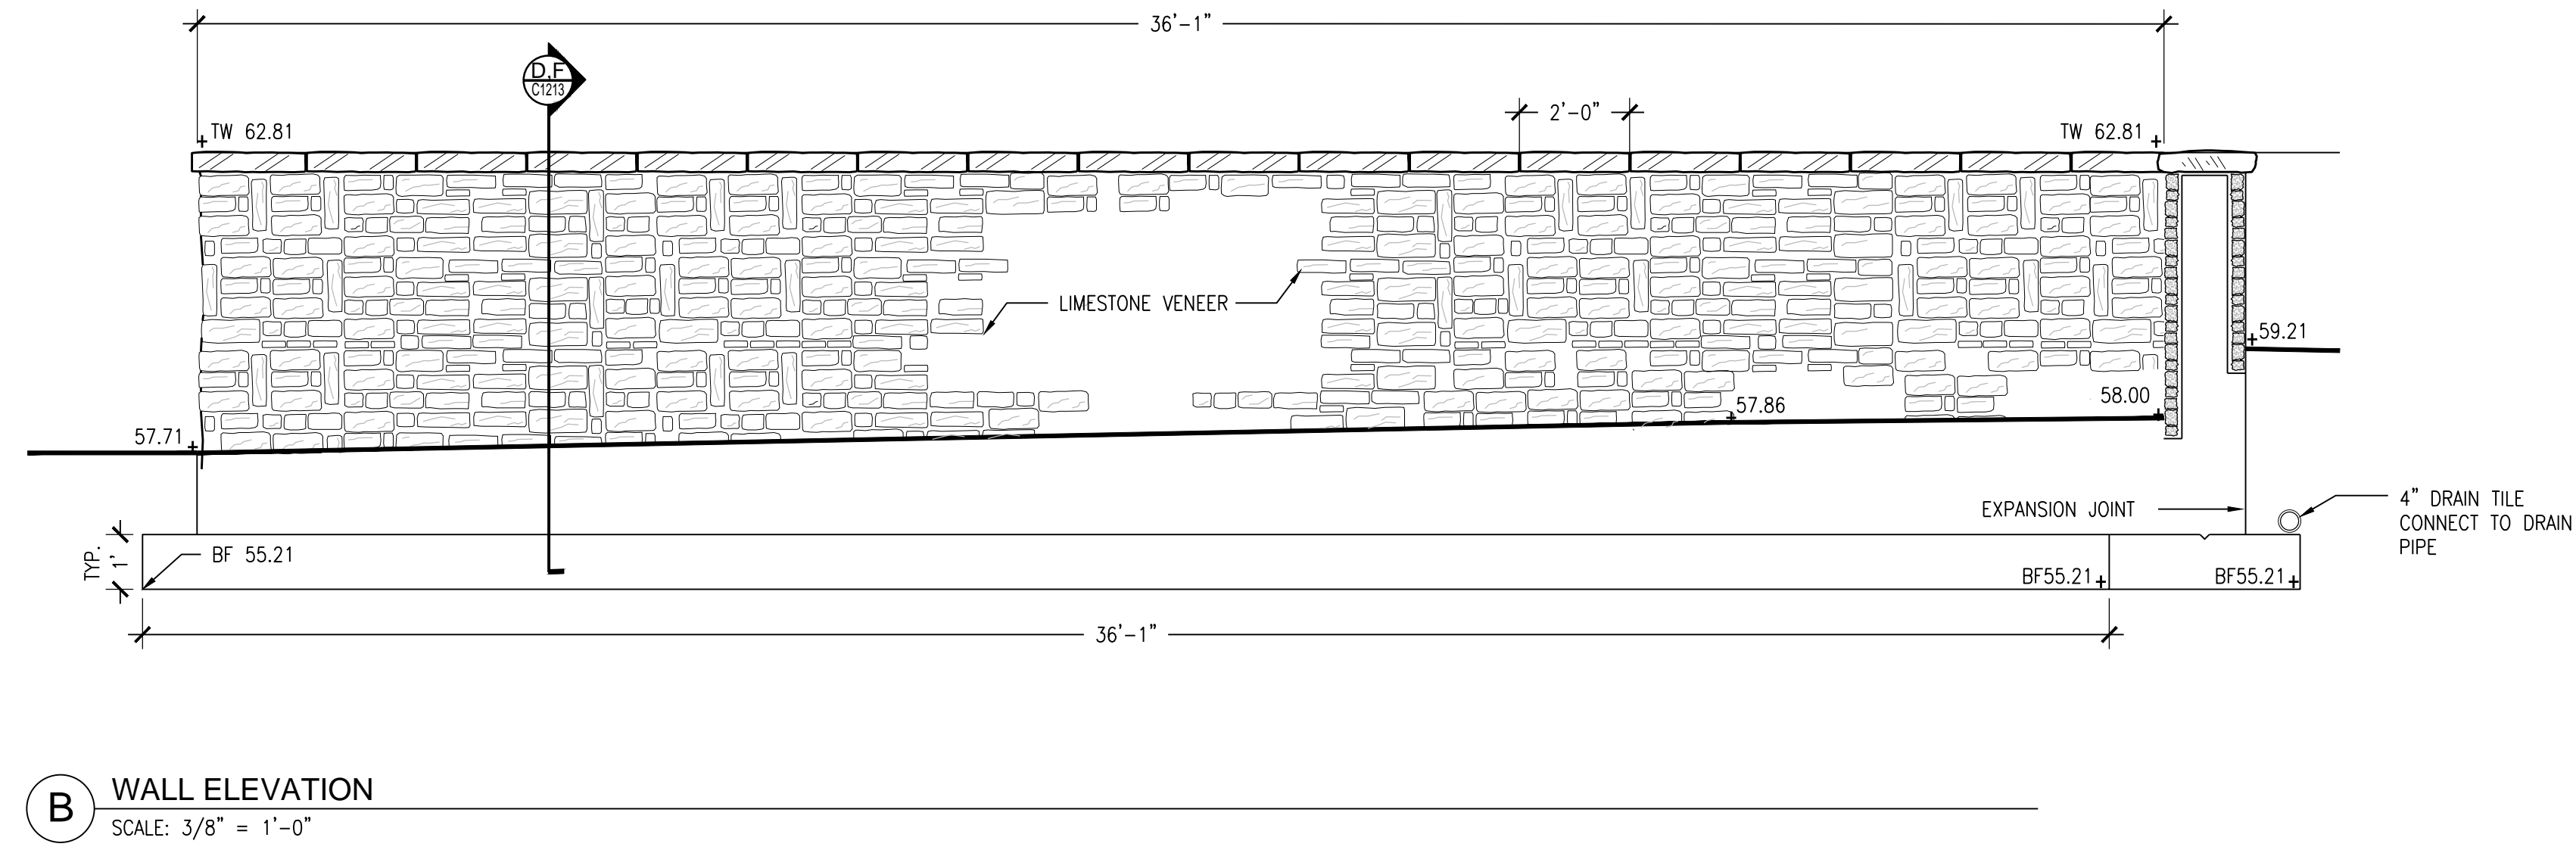 36'-1"
D,F
C1213
2'-0"
TW 62.81
TW 62.81
LIMESTONE VENEER
59.21
58.00
57.86
57.71
4" DRAIN TILE
CONNECT TO DRAIN
PIPE
EXPANSION JOINT
TYP.
1'
BF 55.21
BF55.21
BF55.21
36'-1"
B
WALL ELEVATION
SCALE: 3/8" = 1'-0"